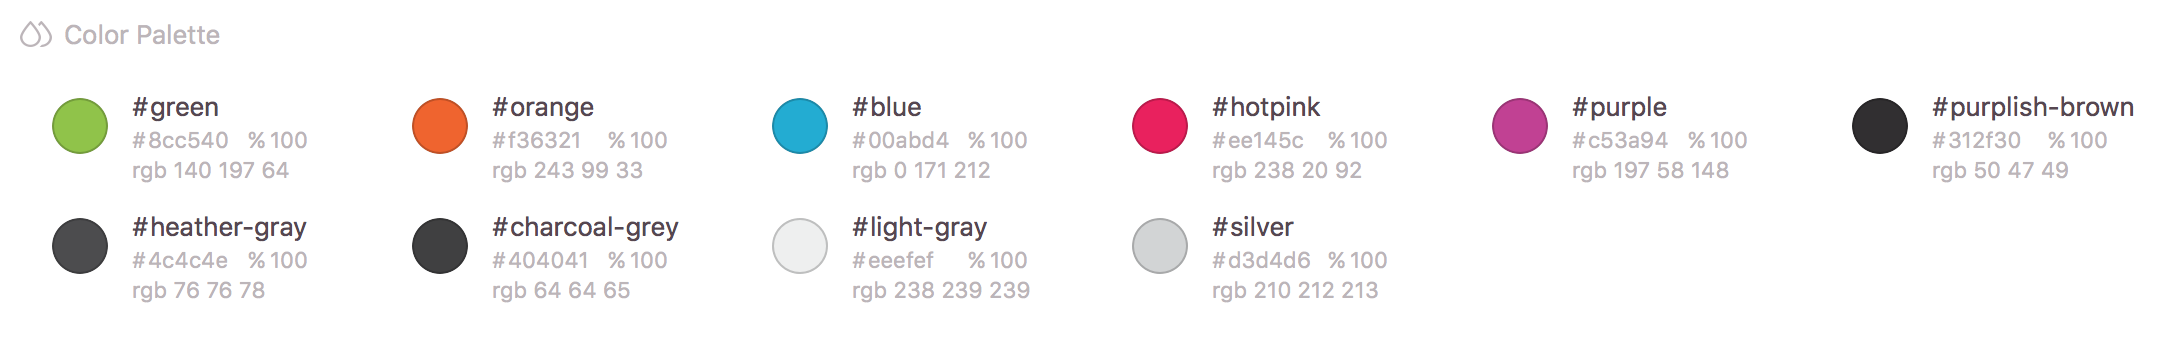 Color Palette
#green
#8cc540 % 100
rgb 140 197 64
#orange
#f36321 % 100
rgb 243 99 33
#blue
#00abd4 % 100
rgb 0 171 212
#hotpink
#ee145c % 100
rgb 238 20 92
#purple
#c53a94 % 100
rgb 197 58 148
#purplish-brown
#312f30 % 100
rgb 50 47 49
#heather-gray
#4c4c4e % 100
rgb 76 76 78
#charcoal-grey
#404041 % 100
rgb 64 64 65
#light-gray
#eeefef % 100
rgb 238 239 239
#silver
#d3d4d6 % 100
rgb 210 212 213